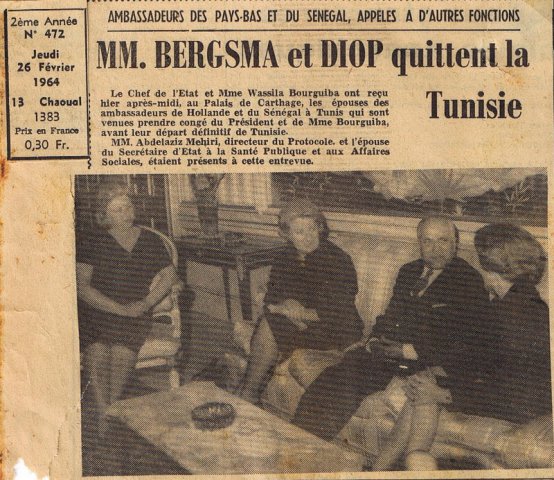 2ème Année
N° 472
Jeudi
26 Février
1964
13 Chaoual
1383
Prix en France
0,30 Fr.
AMBASSADEURS DES PAYS-BAS ET DU SENEGAL, APPELES A D'AUTRES FONCTIONS
MM. BERGSMA et DIOP quittent la
Tunisie
Le Chef de l'Etat et Mme Wassila Bourguiba ont reçu
hier après-midi, au Palais de Carthage, les épouses des
ambassadeurs de Hollande et du Sénégal à Tunis qui sont
venues prendre congé du Président et de Mme Bourguiba,
avant leur départ définitif de Tunisie.
MM. Abdelaziz Mehiri, directeur du Protocole, et l'épouse
du Secrétaire d'Etat à la Santé Publique et aux Affaires
Sociales, étaient présents à cette entrevue.